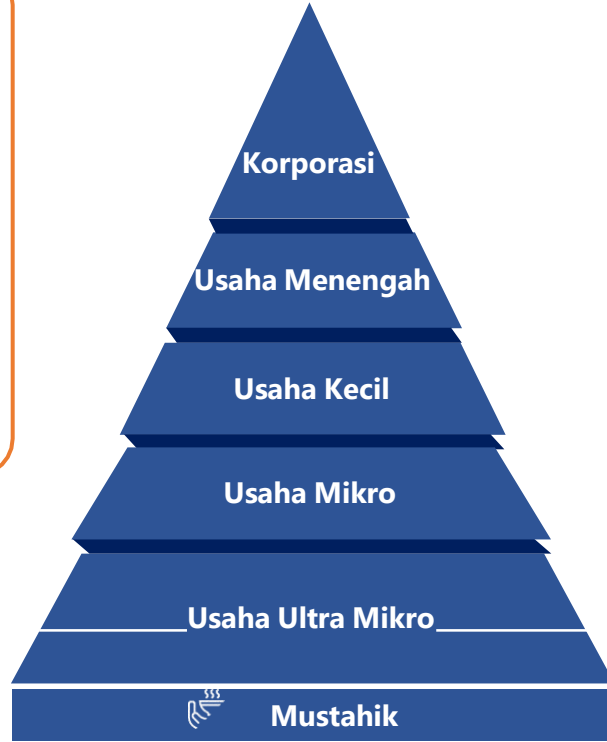 Korporasi
Usaha Menengah
Usaha Kecil
Usaha Mikro
Usaha Ultra Mikro
Mustahik